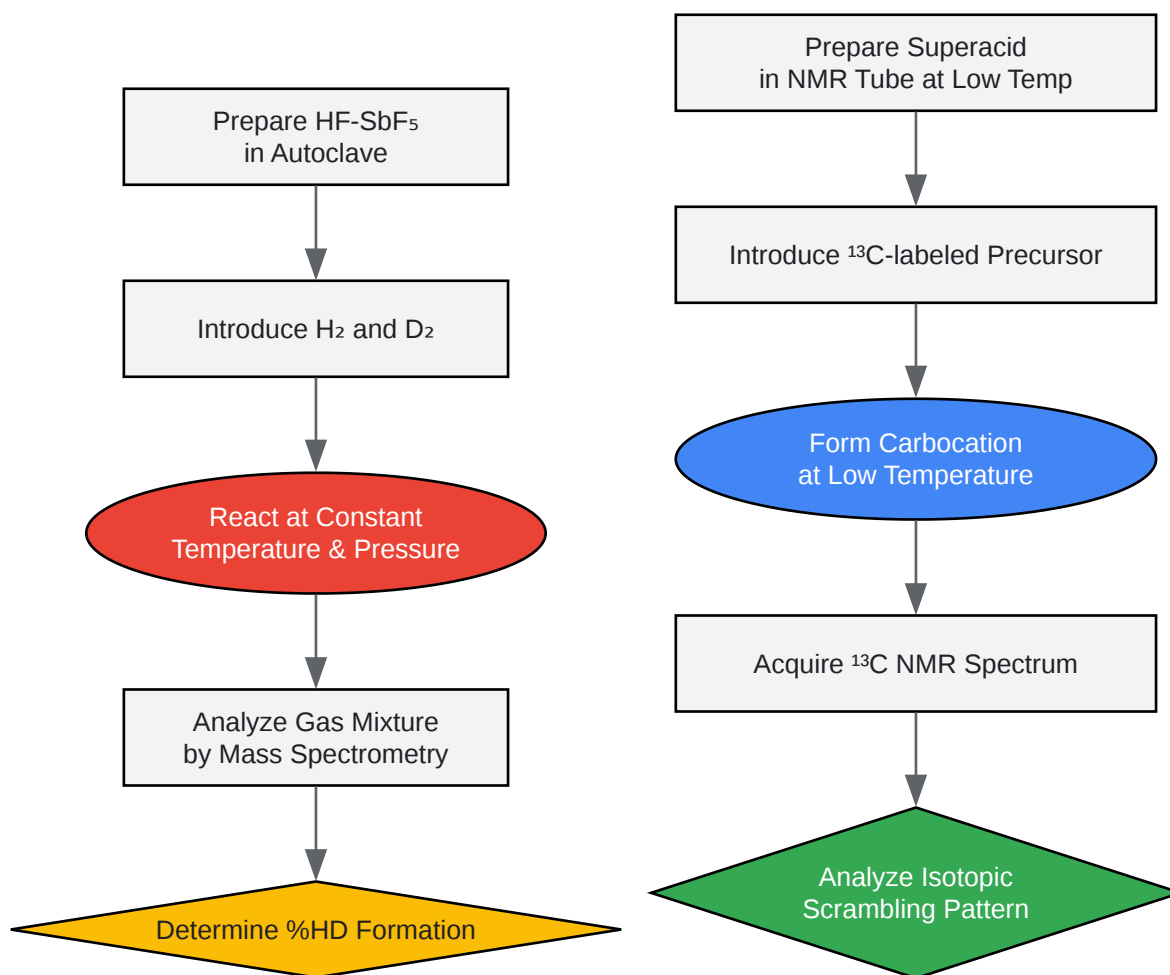 Prepare HF-SbF₅
in Autoclave
Introduce H₂ and D₂
React at Constant
Temperature & Pressure
Analyze Gas Mixture
by Mass Spectrometry
Determine %HD Formation
Prepare Superacid
in NMR Tube at Low Temp
Introduce ¹³C-labeled Precursor
Form Carbocation
at Low Temperature
Acquire ¹³C NMR Spectrum
Analyze Isotopic
Scrambling Pattern